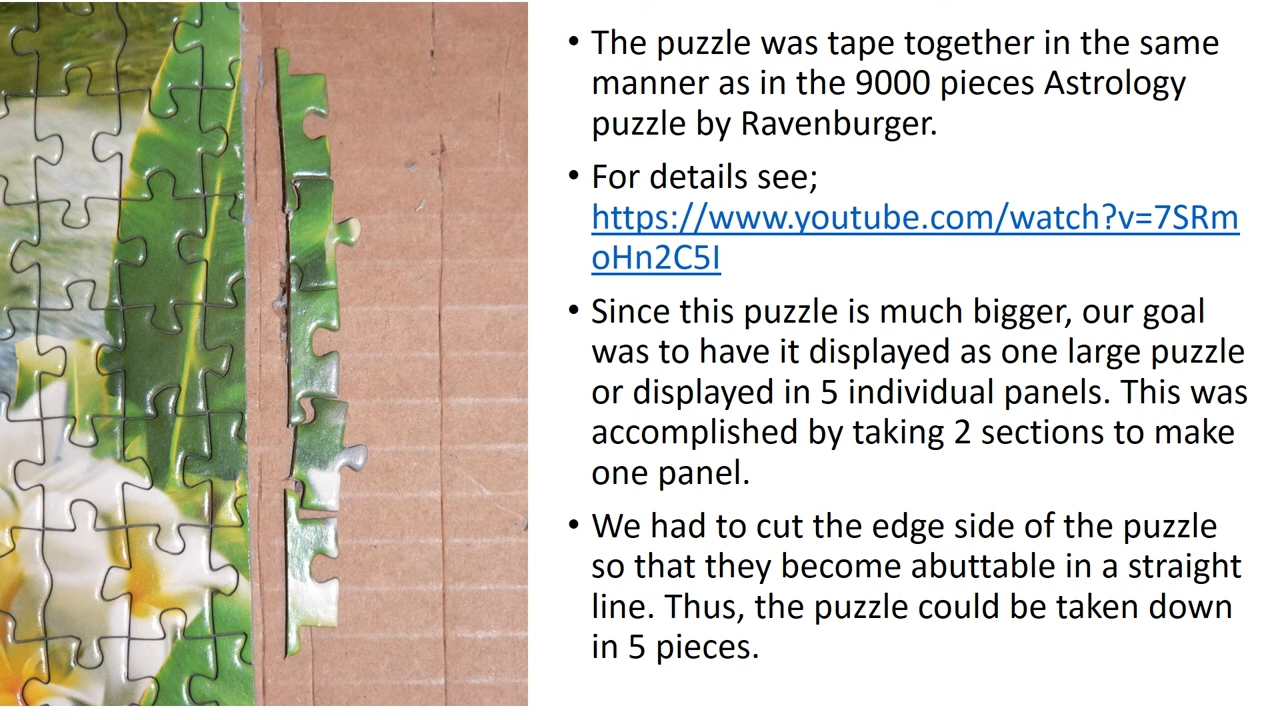 • The puzzle was tape together in the same
manner as in the 9000 pieces Astrology
puzzle by Ravenburger.
• For details see;
https://www.youtube.com/watch?v=7SRm
oHn2C5I
• Since this puzzle is much bigger, our goal
was to have it displayed as one large puzzle
or displayed in 5 individual panels. This was
accomplished by taking 2 sections to make
one panel.
• We had to cut the edge side of the puzzle
so that they become abuttable in a straight
line. Thus, the puzzle could be taken down
in 5 pieces.